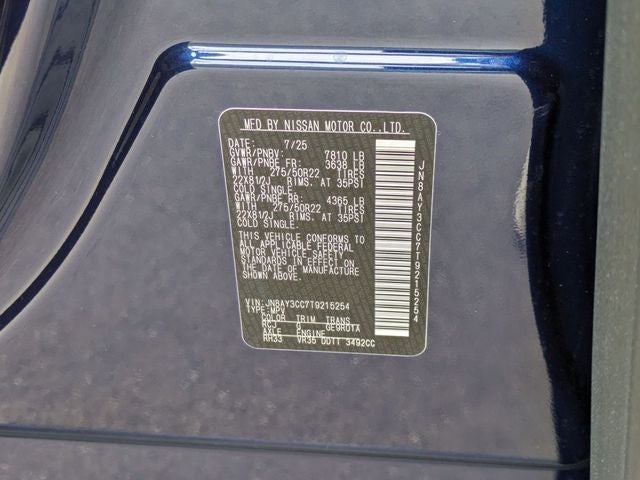 MFD BY NISSAN MOTOR CO.,LTD.
DATE: 7/25
GVWR/PNBV: 7810 LB
GAWR/PNBE FR: 3638 LB
WITH 275/50R22 TIRES
22X8 1/2J RIMS. AT 35PSI
COLD SINGLE.
GAWR/PNBE RR: 4365 LB
WITH 275/50R22 TIRES
22X8 1/2J RIMS. AT 35PSI
COLD SINGLE.
THIS VEHICLE CONFORMS TO
ALL APPLICABLE FEDERAL
MOTOR VEHICLE SAFETY
STANDARDS IN EFFECT ON
THE DATE OF MANUFACTURE
SHOWN ABOVE.
VIN: JN8AY3CC7T9215254
TYPE: MPV
COLOR TRIM TRANS
RCJ G GE9R01A
AXLE ENGINE
RH33 VR35 DDTT 3492CC
JN8AY3CC7T9215254